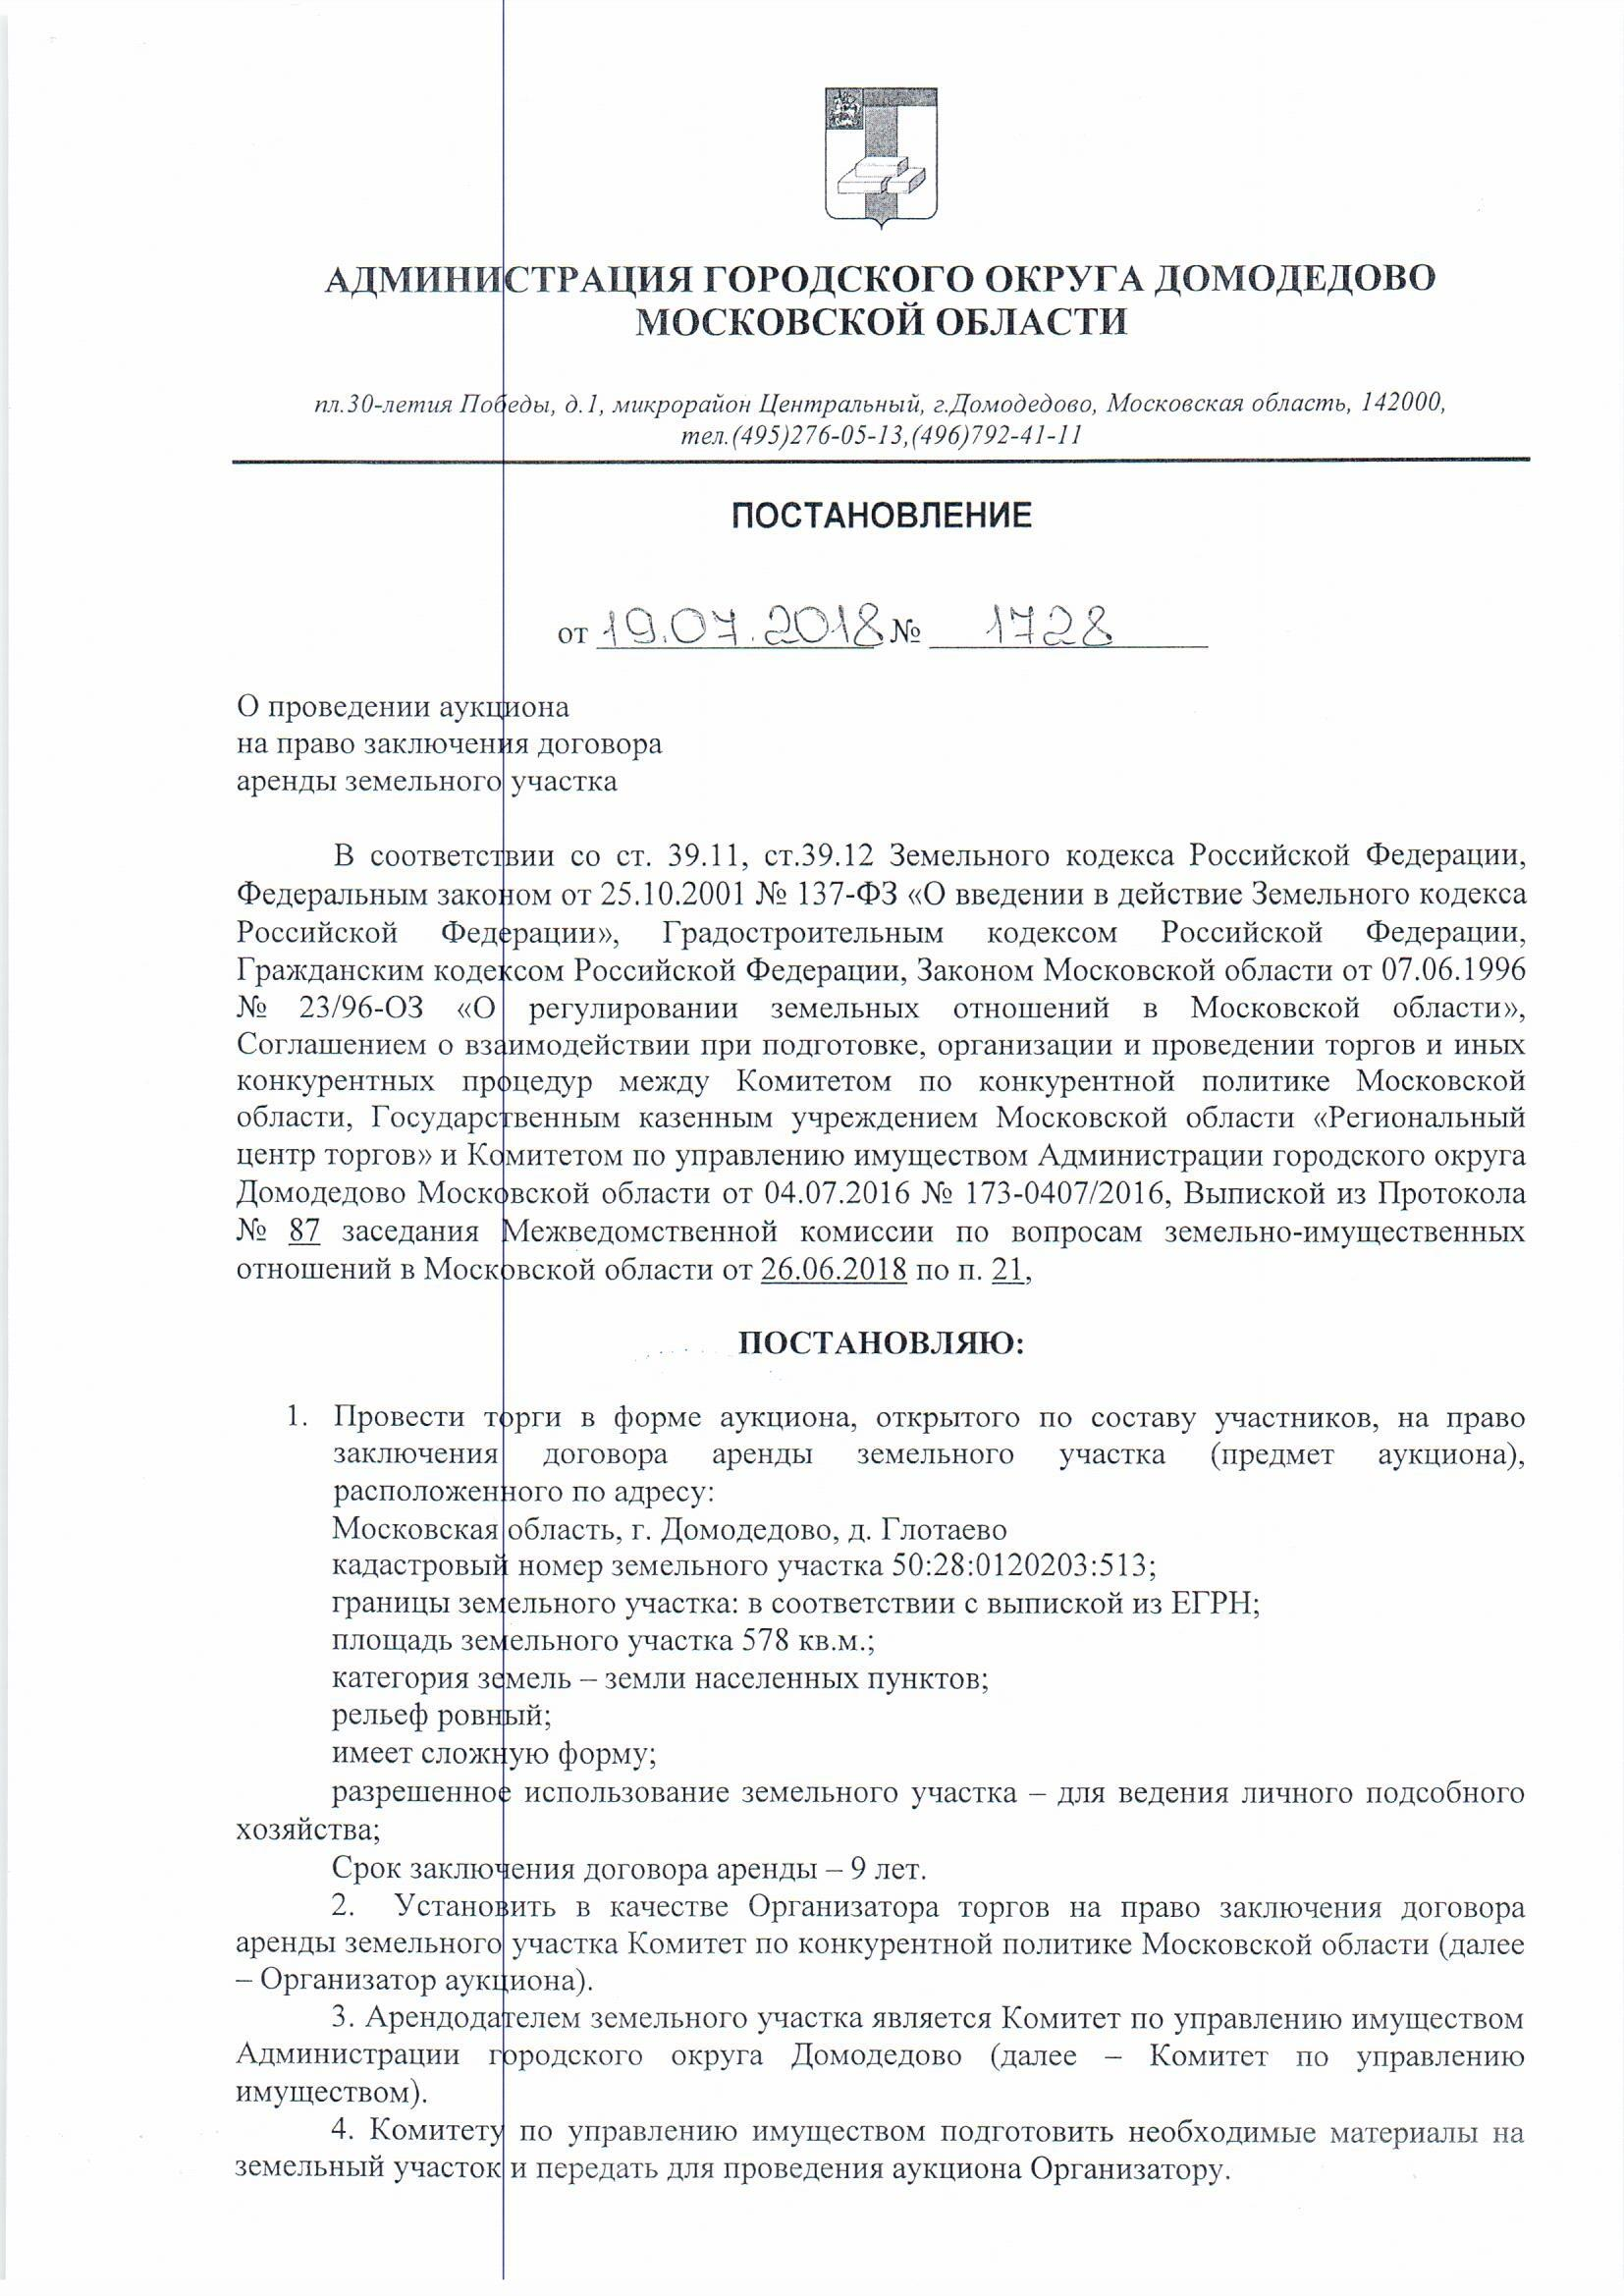 АДМИНИСТРАЦИЯ ГОРОДСКОГО ОКРУГА ДОМОДЕДОВО
МОСКОВСКОЙ ОБЛАСТИ
пл.30-летия Победы, д.1, микрорайон Центральный, г.Домодедово, Московская область, 142000,
тел.(495)276-05-13,(496)792-41-11
ПОСТАНОВЛЕНИЕ
от 19.07.2018 № 1728
О проведении аукциона
на право заключения договора
аренды земельного участка
В соответствии со ст. 39.11, ст.39.12 Земельного кодекса Российской Федерации,
Федеральным законом от 25.10.2001 № 137-ФЗ «О введении в действие Земельного кодекса
Российской Федерации», Градостроительным кодексом Российской Федерации,
Гражданским кодексом Российской Федерации, Законом Московской области от 07.06.1996
№ 23/96-ОЗ «О регулировании земельных отношений в Московской области»,
Соглашением о взаимодействии при подготовке, организации и проведении торгов и иных
конкурентных процедур между Комитетом по конкурентной политике Московской
области, Государственным казенным учреждением Московской области «Региональный
центр торгов» и Комитетом по управлению имуществом Администрации городского округа
Домодедово Московской области от 04.07.2016 № 173-0407/2016, Выпиской из Протокола
№ 87 заседания Межведомственной комиссии по вопросам земельно-имущественных
отношений в Московской области от 26.06.2018 по п. 21,
ПОСТАНОВЛЯЮ:
1. Провести торги в форме аукциона, открытого по составу участников, на право
заключения договора аренды земельного участка (предмет аукциона),
расположенного по адресу:
Московская область, г. Домодедово, д. Глотаево
кадастровый номер земельного участка 50:28:0120203:513;
границы земельного участка: в соответствии с выпиской из ЕГРН;
площадь земельного участка 578 кв.м.;
категория земель – земли населенных пунктов;
рельеф ровный;
имеет сложную форму;
разрешенное использование земельного участка – для ведения личного подсобного
хозяйства;
Срок заключения договора аренды – 9 лет.
2. Установить в качестве Организатора торгов на право заключения договора
аренды земельного участка Комитет по конкурентной политике Московской области (далее
– Организатор аукциона).
3. Арендодателем земельного участка является Комитет по управлению имуществом
Администрации городского округа Домодедово (далее – Комитет по управлению
имуществом).
4. Комитету по управлению имуществом подготовить необходимые материалы на
земельный участок и передать для проведения аукциона Организатору.